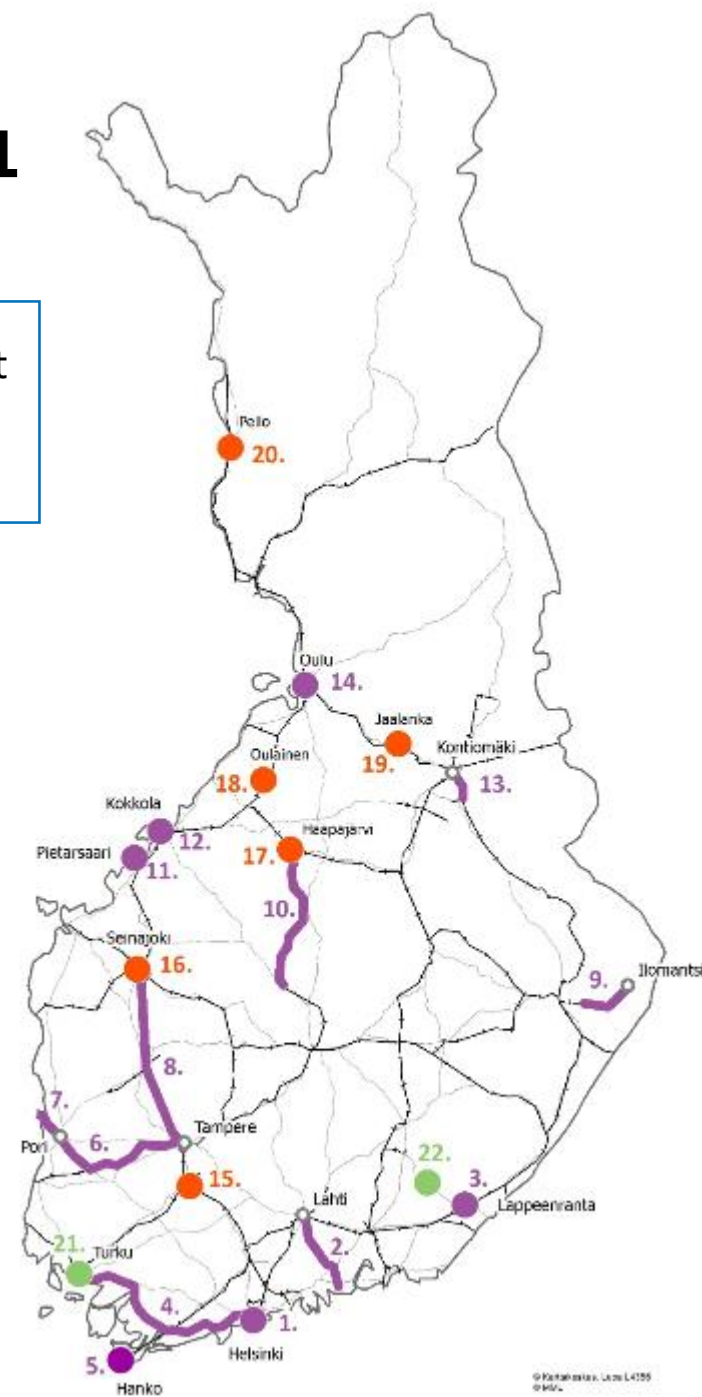 1
t
Pello
20.
Oulu
14.
Jaalanka
19.
Kontiomäki
13.
Oulainen
18.
Kokkola
12.
Haapajärvi
17.
Pietarsaari
11.
10.
Seinäjoki
16.
Ilomantsi
9.
8.
7.
Tampere
Pori
6.
15.
22.
3.
Lappeenranta
Lahti
2.
21.
Turku
4.
1.
Helsinki
5.
Hanko